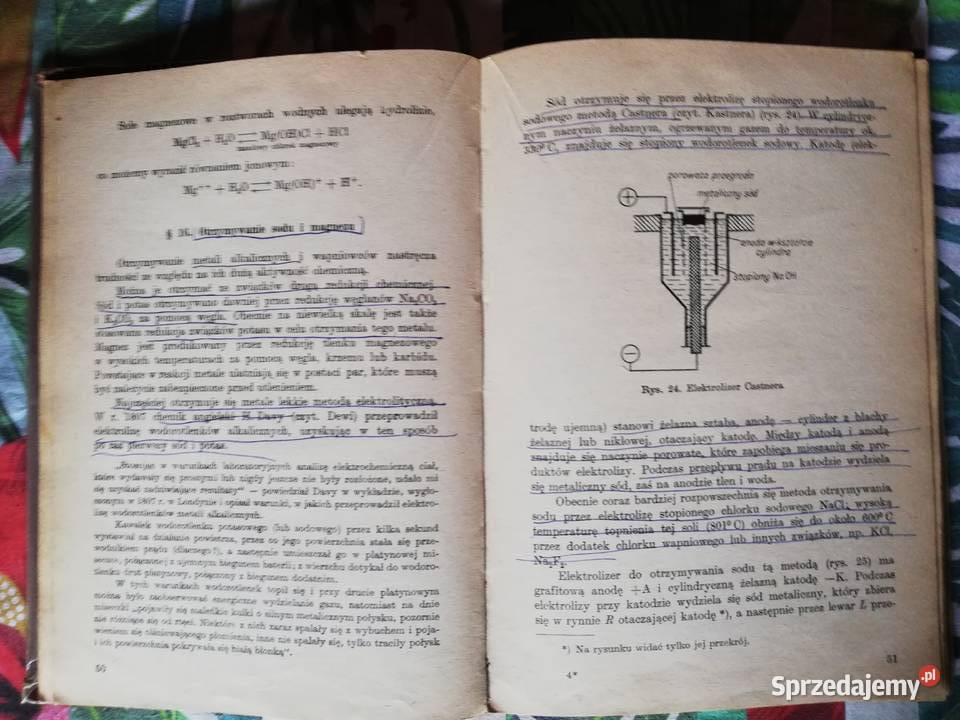 Sole magnezowe w roztworach wodnych ulegają hydrolizie,
MgCl₂ + H₂O ⇄ Mg(OH)Cl + HCl
zasadowy chlorek magnezowy
co możemy wyrazić równaniem jonowym:
Mg⁺⁺ + H₂O ⇄ Mg(OH)⁺ + H⁺.
§ 16. Otrzymywanie sodu i magnezu
Otrzymywanie metali alkalicznych i wapniowców nastręcza
trudności ze względu na ich dużą aktywność chemiczną.
Można je otrzymać ze związków drogą redukcji chemicznej.
Sód i potas otrzymywano dawniej przez redukcję węglanów Na₂CO₃
i K₂CO₃ za pomocą węgla. Obecnie na niewielką skalę jest także
stosowana redukcja związków potasu w celu otrzymania tego metalu.
Magnez jest produkowany przez redukcję tlenku magnezowego
w wysokich temperaturach za pomocą węgla, krzemu lub karbidu.
Powstające w reakcji metale ulatniają się w postaci par, które muszą
być należycie zabezpieczone przed utlenieniem.
Najczęściej otrzymuje się metale lekkie metodą elektrolityczną.
W r. 1807 chemik angielski H. Davy (czyt. Dewi) przeprowadził
elektrolizę wodorotlenków alkalicznych, uzyskując w ten sposób
po raz pierwszy sód i potas.
„Stosując w warunkach laboratoryjnych analizę elektrochemiczną ciał,
które wydawały się prostymi lub nigdy jeszcze nie były rozłożone, udało mi
się uzyskać zadziwiające rezultaty" – powiedział Davy w wykładzie, wygło-
szonym w 1807 r. w Londynie i opisał warunki, w jakich przeprowadził elektro-
lizę wodorotlenków metali alkalicznych.
Kawałek wodorotlenku potasowego (lub sodowego) przez kilka sekund
wystawiał na działanie powietrza, przez co jego powierzchnia stała się prze-
wodnikiem prądu (dlaczego?), a następnie umieszczał go w platynowej mi-
seczce, połączonej z ujemnym biegunem baterii; z wierzchu dotykał do wodoro-
tlenku drut platynowy, połączony z biegunem dodatnim.
W tych warunkach wodorotlenek topił się i przy drucie platynowym
można było zaobserwować energiczne wydzielanie gazu, natomiast na dnie
miseczki „pojawiły się maleńkie kulki o silnym metalicznym połysku, pozornie
nie różniące się od rtęci. Niektóre z nich zaraz spalały się z wybuchem i poja-
wieniem się olśniewającego płomienia, inne nie spalały się, tylko traciły połysk
i ich powierzchnia pokrywała się białą błonką".
50
Sód otrzymuje się przez elektrolizę stopionego wodorotlenku
sodowego metodą Castnera (czyt. Kastnera) (rys. 24). W cylindrycz-
nym naczyniu żelaznym, ogrzewanym gazem do temperatury ok.
330°C, znajduje się stopiony wodorotlenek sodowy. Katodę (elek-
porowata przegroda
metaliczny sód
+
anoda w kształcie
cylindra
stopiony NaOH
−
Rys. 24. Elektrolizer Castnera
trodę ujemną) stanowi żelazna sztaba, anodę — cylinder z blachy
żelaznej lub niklowej, otaczający katodę. Między katodą i anodą
znajduje się naczynie porowate, które zapobiega mieszaniu się pro-
duktów elektrolizy. Podczas przepływu prądu na katodzie wydziela
się metaliczny sód, zaś na anodzie tlen i woda.
Obecnie coraz bardziej rozpowszechnia się metoda otrzymywania
sodu przez elektrolizę stopionego chlorku sodowego NaCl; wysoką
temperaturę topnienia tej soli (801°C) obniża się do około 600°C
przez dodatek chlorku wapniowego lub innych związków, np. KCl,
Na₂F₂.
Elektrolizer do otrzymywania sodu tą metodą (rys. 25) ma
grafitową anodę +A i cylindryczną żelazną katodę —K. Podczas
elektrolizy przy katodzie wydziela się sód metaliczny, który zbiera
się w rynnie R otaczającej katodę *), a następnie przez lewar L prze-
*) Na rysunku widać tylko jej przekrój.
4*
51
Sprzedajemy.pl